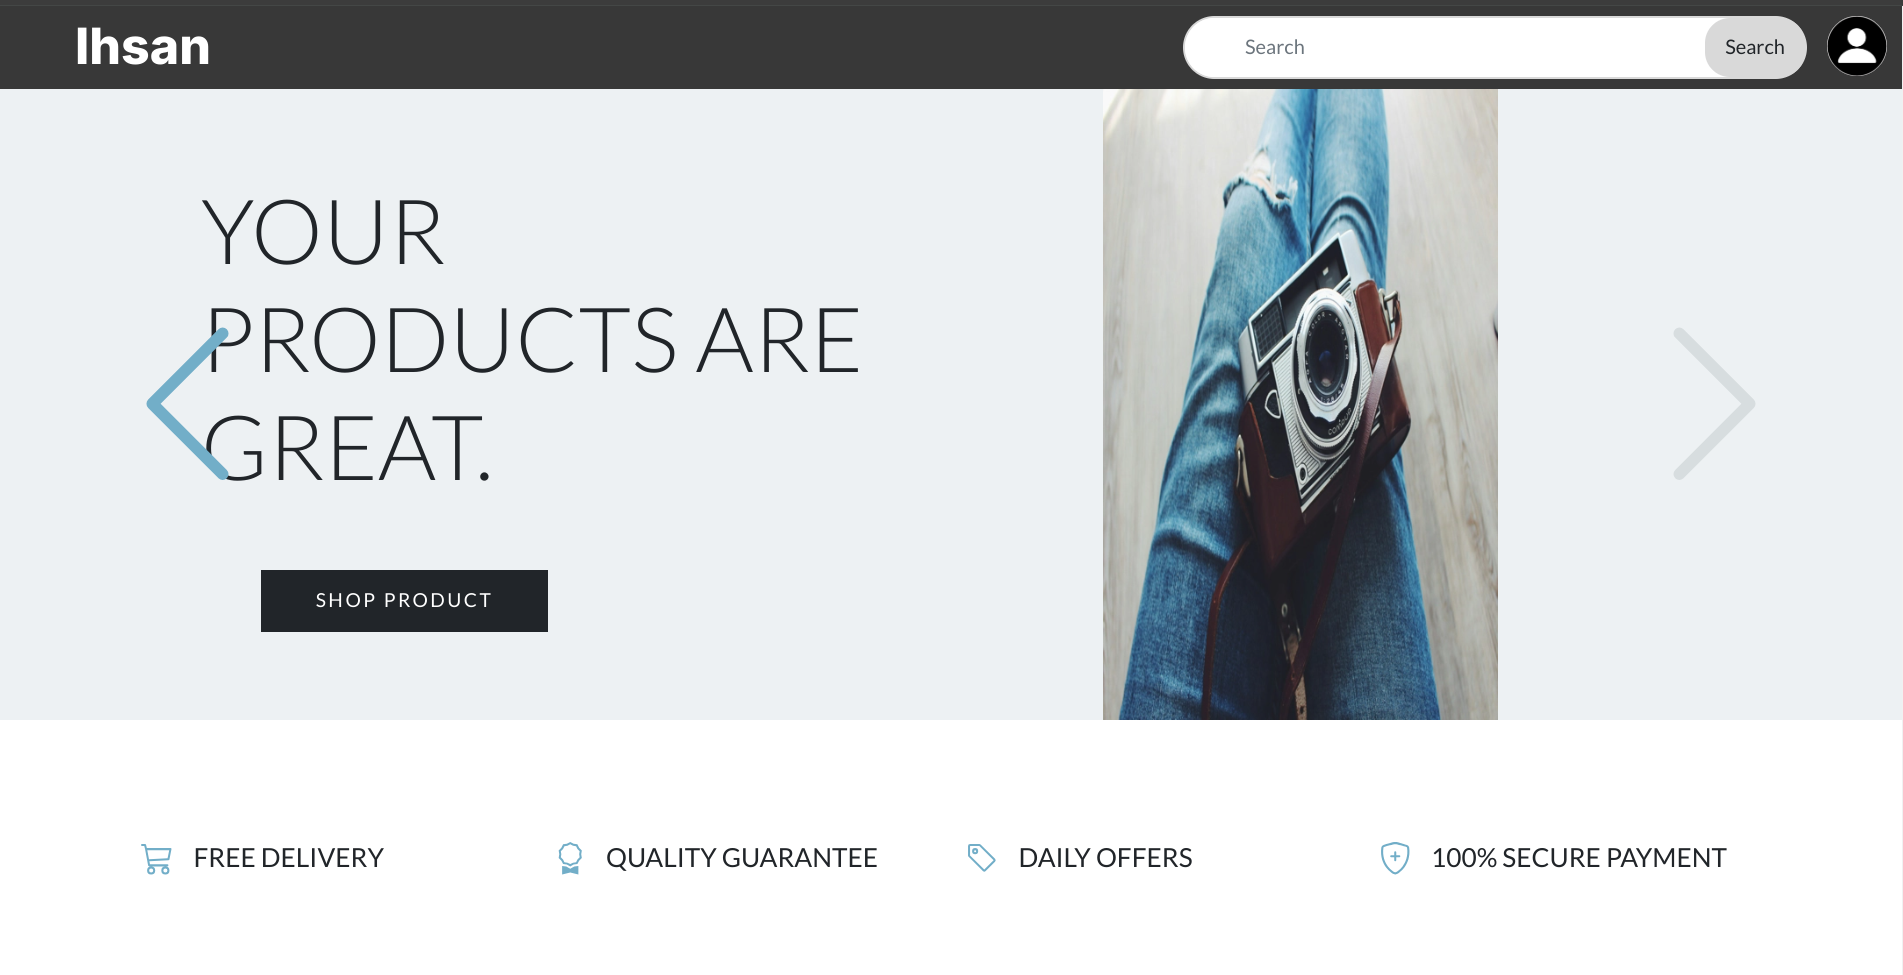 Ihsan
Search
Search
YOUR
PRODUCTS ARE
GREAT.
SHOP PRODUCT
FREE DELIVERY
QUALITY GUARANTEE
DAILY OFFERS
100% SECURE PAYMENT